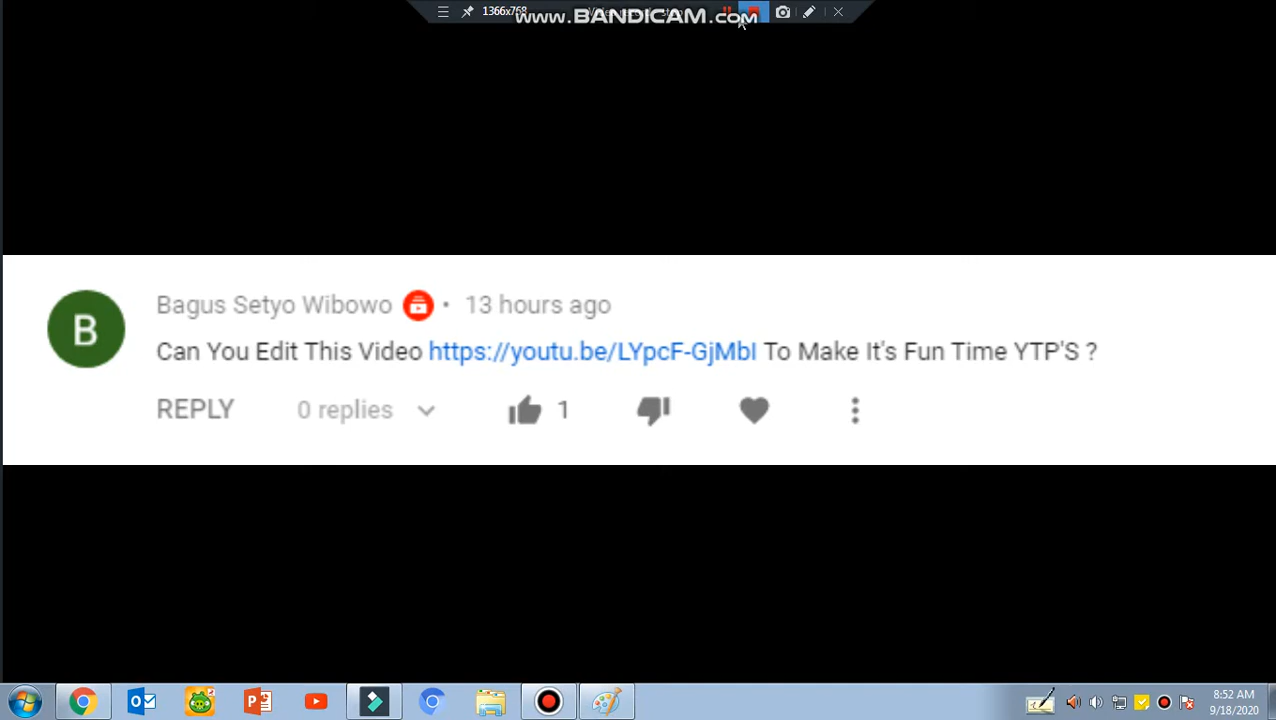 1366x768
www.BANDICAM.com
Bagus Setyo Wibowo • 13 hours ago
Can You Edit This Video https://youtu.be/LYpcF-GjMbI To Make It's Fun Time YTP'S ?
REPLY 0 replies 1
8:52 AM
9/18/2020